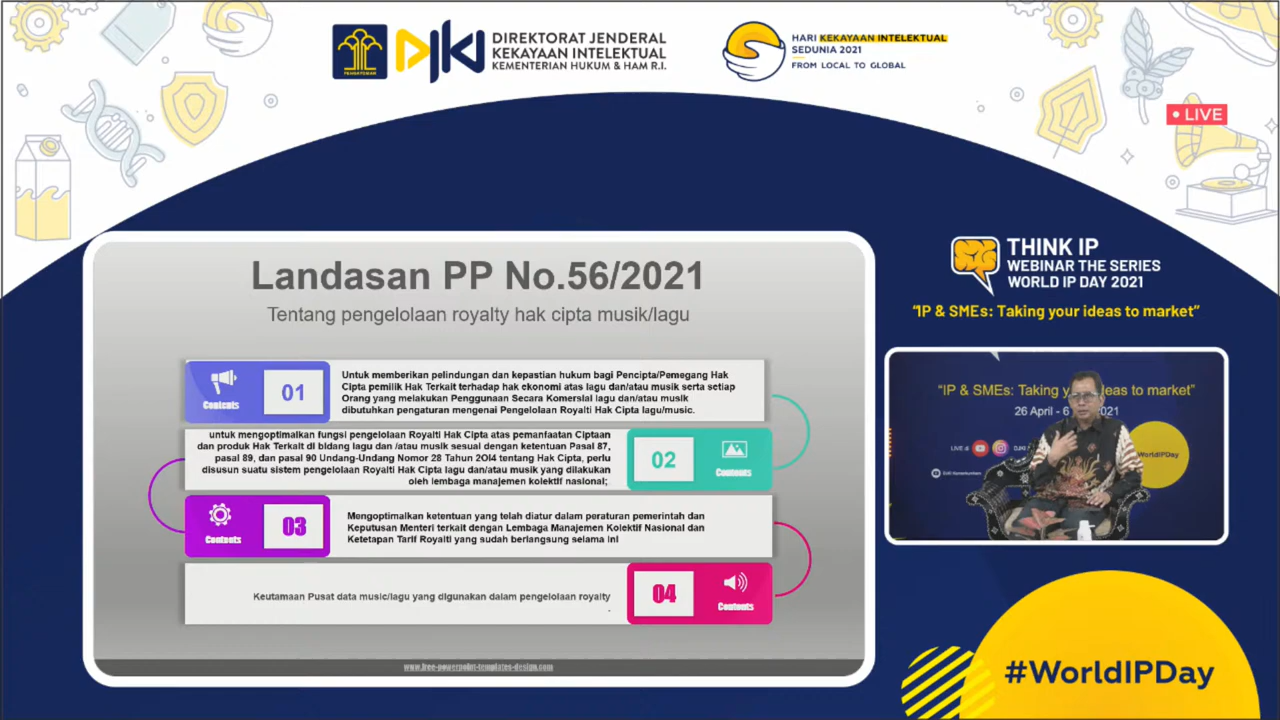 PENGAYOMAN
DJKI
DIREKTORAT JENDERAL
KEKAYAAN INTELEKTUAL
KEMENTERIAN HUKUM & HAM R.I.
HARI KEKAYAAN INTELEKTUAL
SEDUNIA 2021
FROM LOCAL TO GLOBAL
LIVE
Landasan PP No.56/2021
Tentang pengelolaan royalty hak cipta musik/lagu
Contents
01
Untuk memberikan pelindungan dan kepastian hukum bagi Pencipta/Pemegang Hak
Cipta pemilik Hak Terkait terhadap hak ekonomi atas lagu dan/atau musik serta setiap
Orang yang melakukan Penggunaan Secara Komersial lagu dan/atau musik
dibutuhkan pengaturan mengenai Pengelolaan Royalti Hak Cipta lagu/music.
untuk mengoptimalkan fungsi pengelolaan Royalti Hak Cipta atas pemanfaatan Ciptaan
dan produk Hak Terkait di bidang lagu dan /atau musik sesuai dengan ketentuan Pasal 87,
pasal 89, dan pasal 90 Undang-Undang Nomor 28 Tahun 2OI4 tentang Hak Cipta, perlu
disusun suatu sistem pengelolaan Royalti Hak Cipta lagu dan/atau musik yang dilakukan
oleh lembaga manajemen kolektif nasional;
02
Contents
Contents
03
Mengoptimalkan ketentuan yang telah diatur dalam peraturan pemerintah dan
Keputusan Menteri terkait dengan Lembaga Manajemen Kolektif Nasional dan
Ketetapan Tarif Royalti yang sudah berlangsung selama ini
Keutamaan Pusat data music/lagu yang digunakan dalam pengelolaan royalty
.
04
Contents
www.free-powerpoint-templates-design.com
THINK IP
WEBINAR THE SERIES
WORLD IP DAY 2021
“IP & SMEs: Taking your ideas to market”
“IP & SMEs: Taking y ideas to market”
26 April - 6 2021
LIVE di
DJKI
DJKI Kemenkumham
WorldIPDay
#WorldIPDay